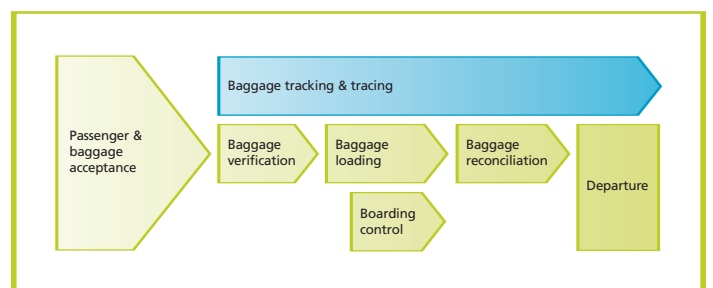 Baggage tracking & tracing
Passenger &
baggage
acceptance
Baggage
verification
Baggage
loading
Baggage
reconciliation
Departure
Boarding
control